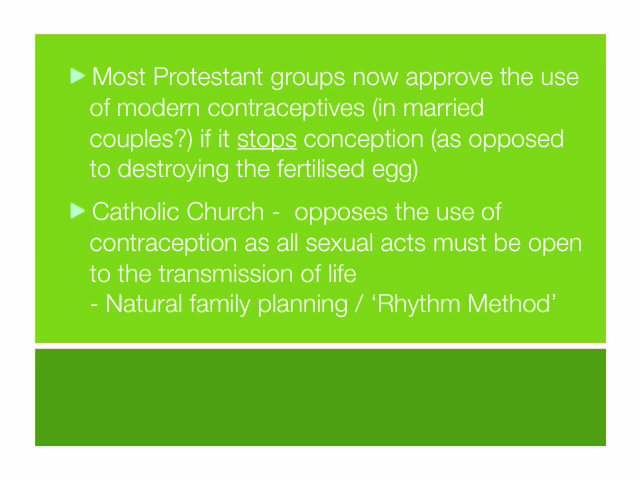 Most Protestant groups now approve the use
of modern contraceptives (in married
couples?) if it stops conception (as opposed
to destroying the fertilised egg)
Catholic Church - opposes the use of
contraception as all sexual acts must be open
to the transmission of life
- Natural family planning / ‘Rhythm Method’